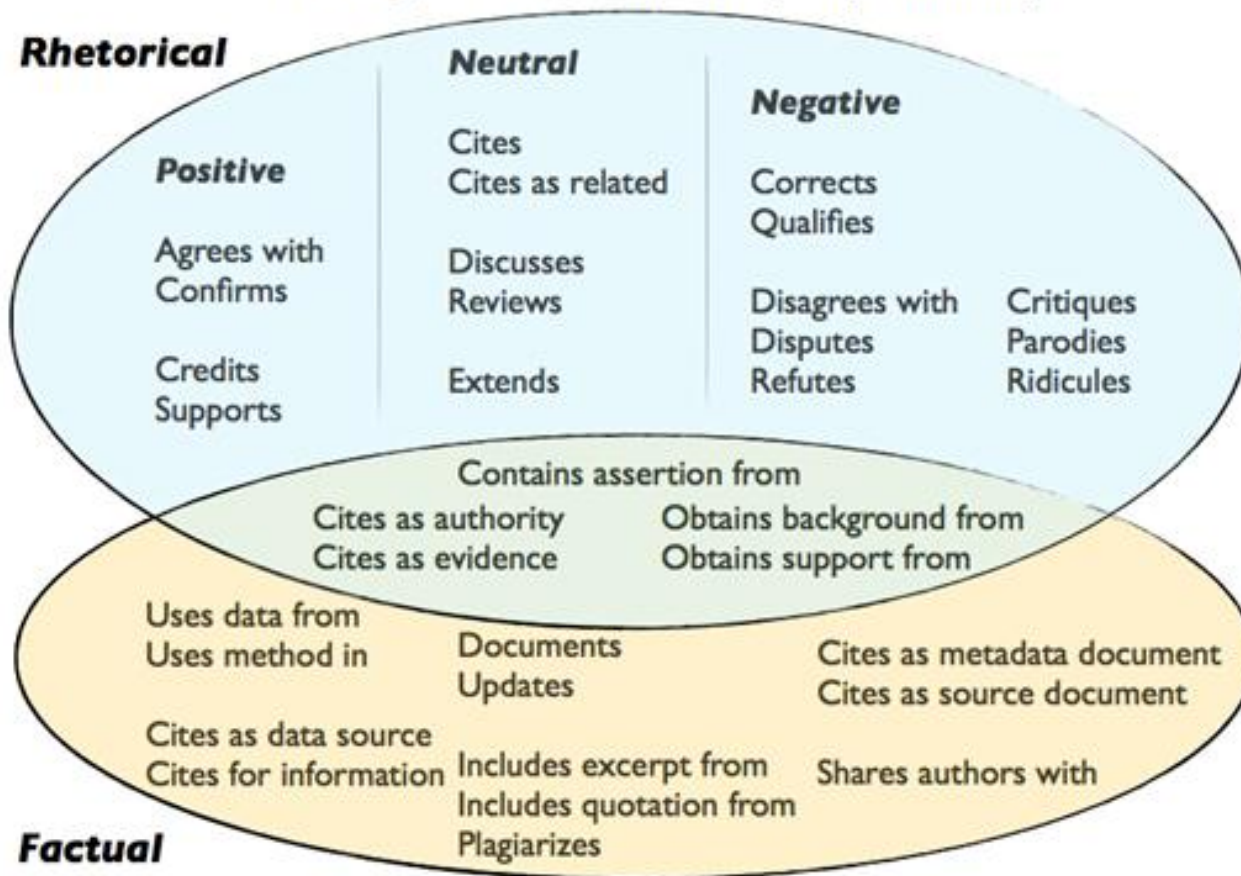 Rhetorical
Positive
Agrees with
Confirms
Credits
Supports
Neutral
Cites
Cites as related
Discusses
Reviews
Extends
Negative
Corrects
Qualifies
Disagrees with
Disputes
Refutes
Critiques
Parodies
Ridicules
Contains assertion from
Cites as authority
Cites as evidence
Obtains background from
Obtains support from
Uses data from
Uses method in
Cites as data source
Cites for information
Documents
Updates
Includes excerpt from
Includes quotation from
Plagiarizes
Cites as metadata document
Cites as source document
Shares authors with
Factual